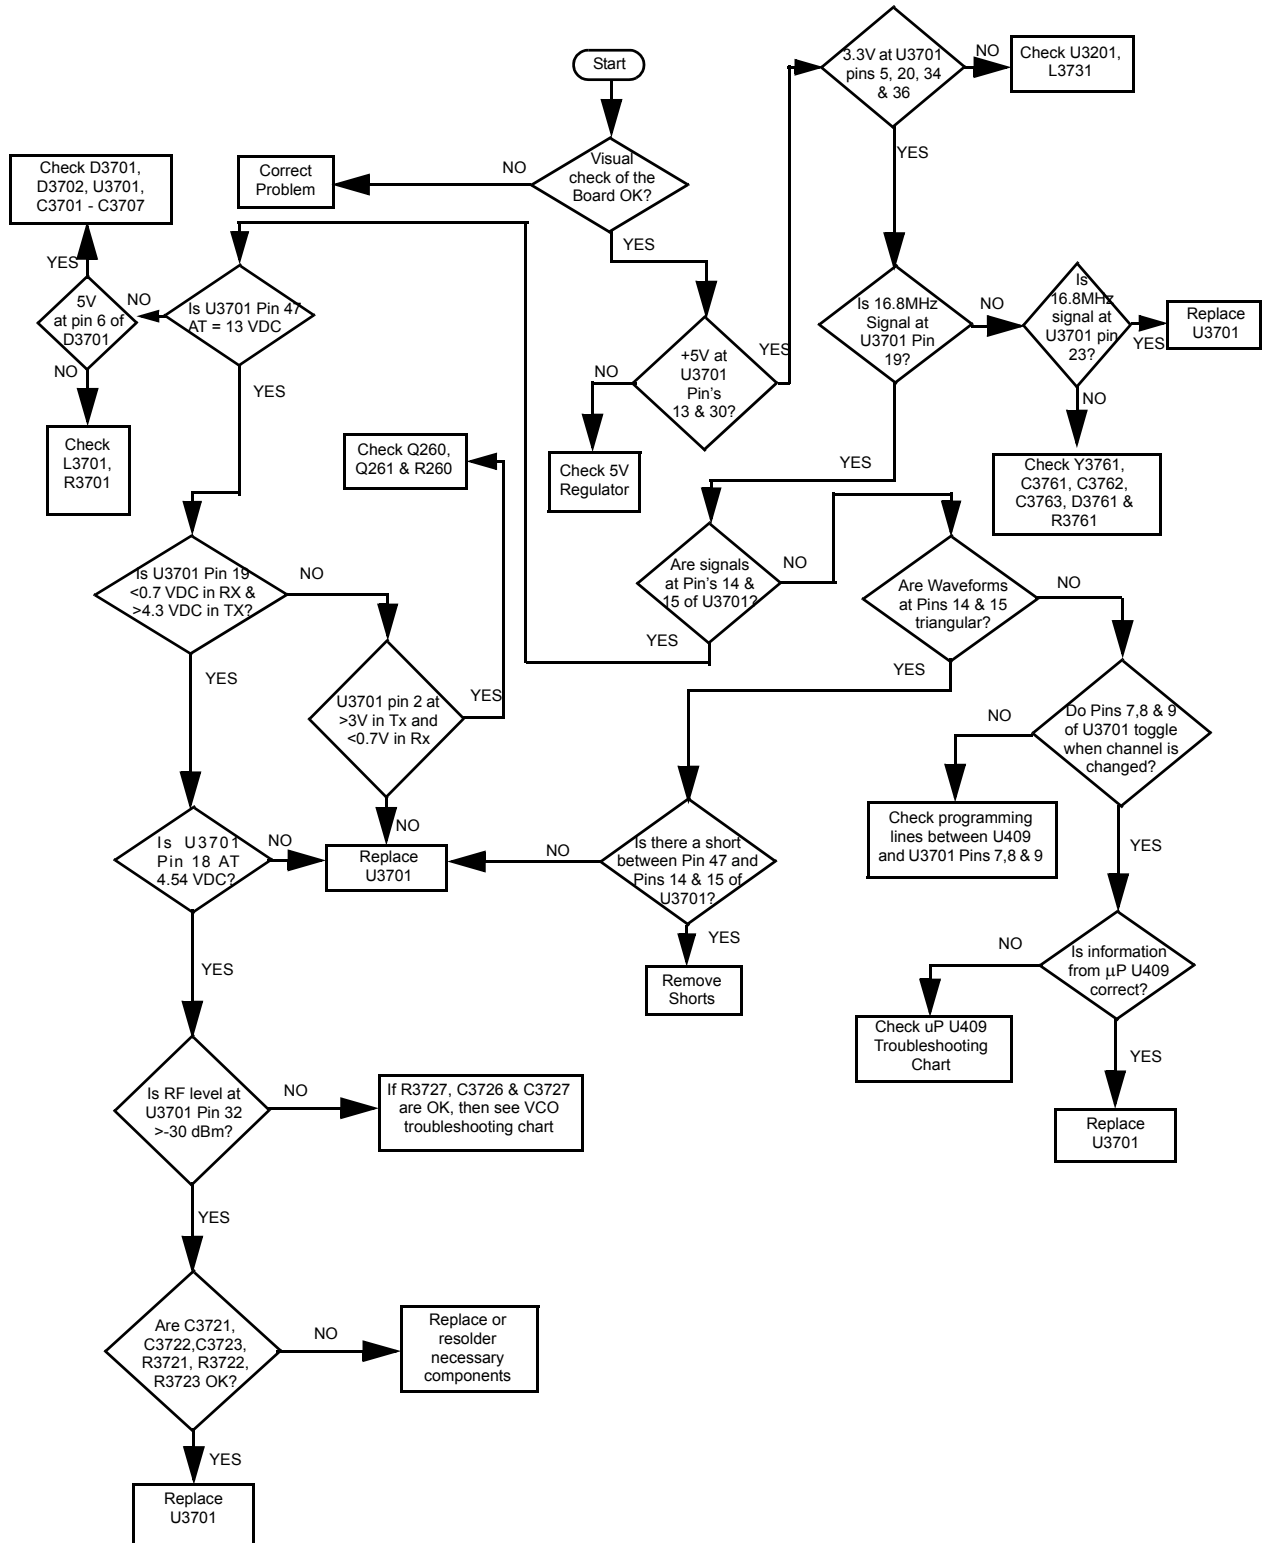 Start
Visual
check of the
Board OK?
NO
Correct
Problem
YES
+5V at
U3701
Pin's
13 & 30?
NO
Check 5V
Regulator
YES
3.3V at U3701
pins 5, 20, 34
& 36
NO
Check U3201,
L3731
YES
Is 16.8MHz
Signal at
U3701 Pin
19?
NO
Is
16.8MHz
signal at
U3701 pin
23?
YES
Replace
U3701
NO
Check Y3761,
C3761, C3762,
C3763, D3761 &
R3761
YES
Are signals
at Pin's 14 &
15 of U3701?
NO
Are Waveforms
at Pins 14 & 15
triangular?
NO
Do Pins 7,8 & 9
of U3701 toggle
when channel is
changed?
NO
Check programming
lines between U409
and U3701 Pins 7,8 & 9
YES
Is information
from µP U409
correct?
NO
Check uP U409
Troubleshooting
Chart
YES
Replace
U3701
YES
Is there a short
between Pin 47 and
Pins 14 & 15 of
U3701?
NO
YES
Remove
Shorts
YES
Is U3701 Pin 47
AT = 13 VDC
NO
5V
at pin 6 of
D3701
YES
Check D3701,
D3702, U3701,
C3701 - C3707
NO
Check
L3701,
R3701
YES
Is U3701 Pin 19
<0.7 VDC in RX &
>4.3 VDC in TX?
NO
U3701 pin 2 at
>3V in Tx and
<0.7V in Rx
YES
Check Q260,
Q261 & R260
NO
Replace
U3701
YES
Is U3701
Pin 18 AT
4.54 VDC?
NO
YES
Is RF level at
U3701 Pin 32
>-30 dBm?
NO
If R3727, C3726 & C3727
are OK, then see VCO
troubleshooting chart
YES
Are C3721,
C3722,C3723,
R3721, R3722,
R3723 OK?
NO
Replace or
resolder
necessary
components
YES
Replace
U3701